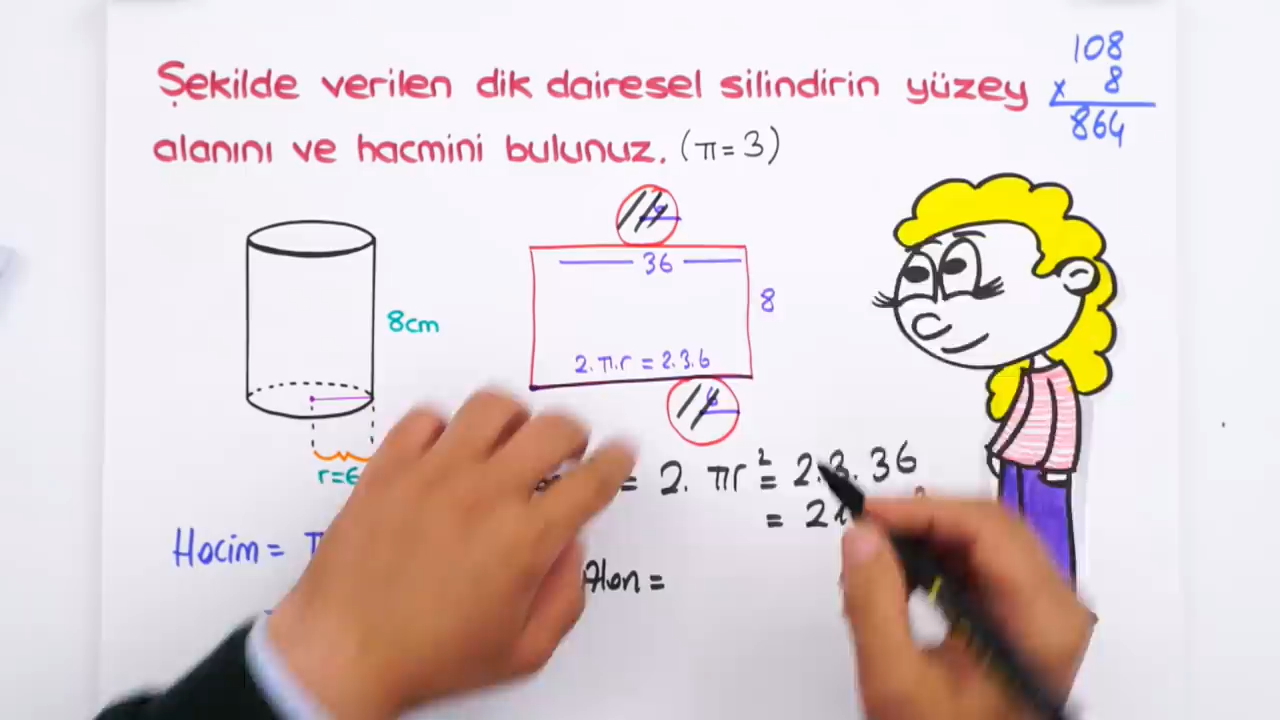 Şekilde verilen dik dairesel silindirin yüzey
alanını ve hacmini bulunuz. (π=3)
108
x 8
864
36
8
8cm
2.π.r = 2.3.6
= 2. πr² = 2.3.36
=
Hacim =
Alan =